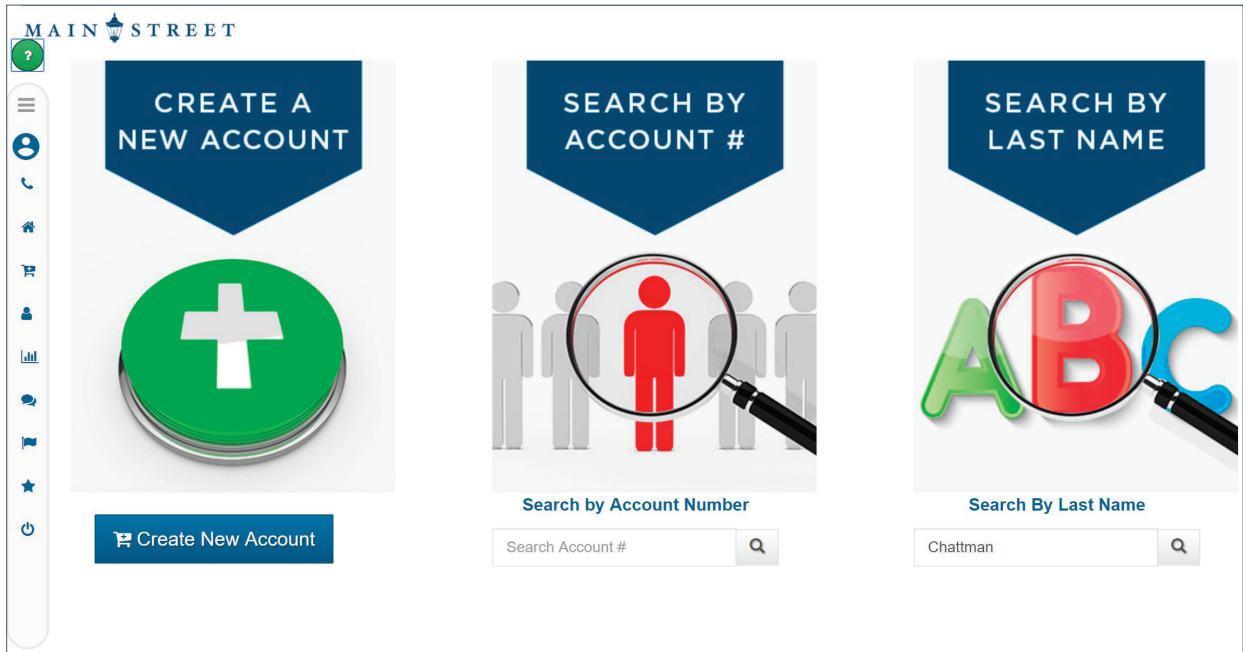 MAIN STREET
?
CREATE A
NEW ACCOUNT
SEARCH BY
ACCOUNT #
SEARCH BY
LAST NAME
ABC
Search by Account Number
Search By Last Name
Create New Account
Search Account #
Chattman